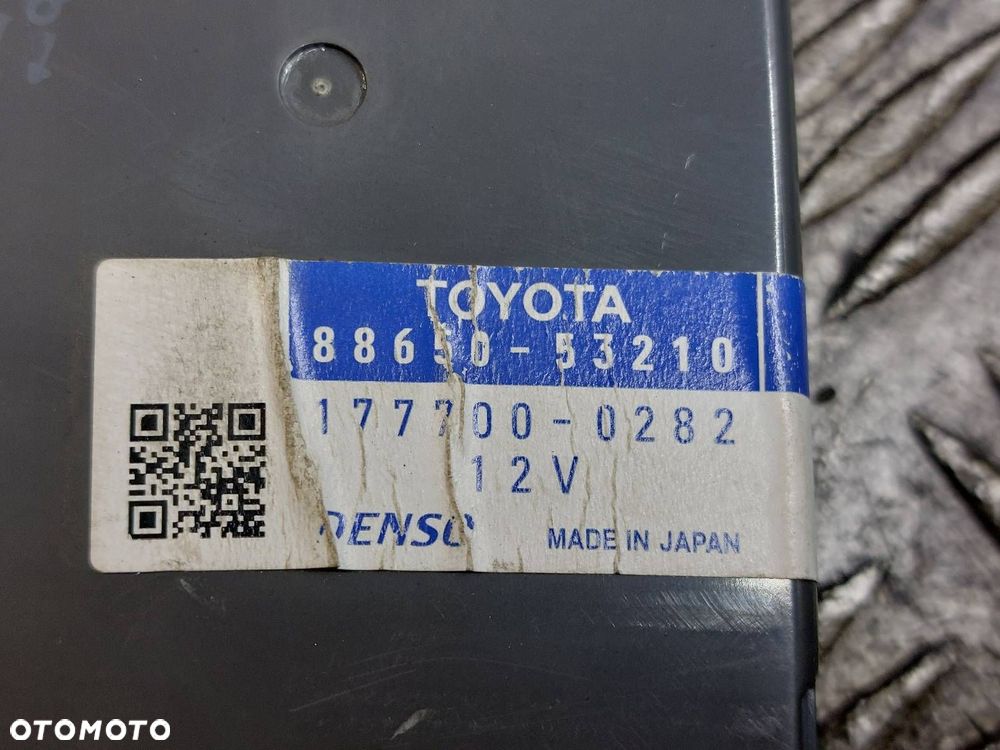 TOYOTA
88650-53210
177700-0282
12V
DENSO
MADE IN JAPAN
OTOMOTO